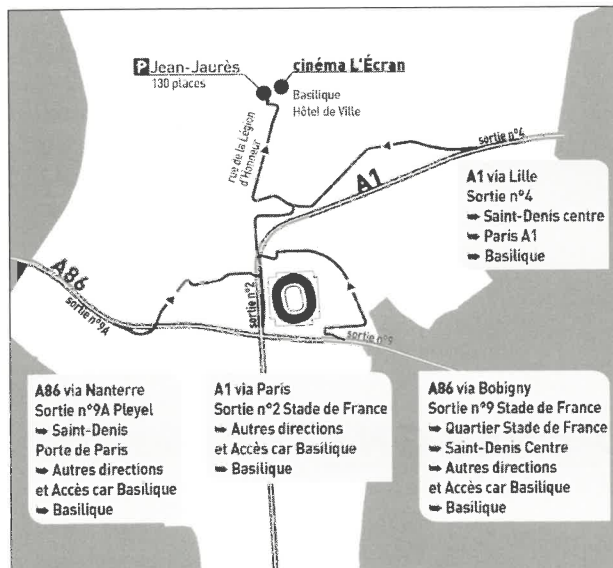 P Jean-Jaurès
130 places
cinéma L'Écran
Basilique
Hôtel de Ville
rue de la Légion
d'Honneur
sortie n°4
A1
A1 via Lille
Sortie n°4
➡ Saint-Denis centre
➡ Paris A1
➡ Basilique
A86
sortie n°9A
sortie n°2
sortie n°9
A86 via Nanterre
Sortie n°9A Pleyel
➡ Saint-Denis
Porte de Paris
➡ Autres directions
et Accès car Basilique
➡ Basilique
A1 via Paris
Sortie n°2 Stade de France
➡ Autres directions
et Accès car Basilique
➡ Basilique
A86 via Bobigny
Sortie n°9 Stade de France
➡ Quartier Stade de France
➡ Saint-Denis Centre
➡ Autres directions
et Accès car Basilique
➡ Basilique